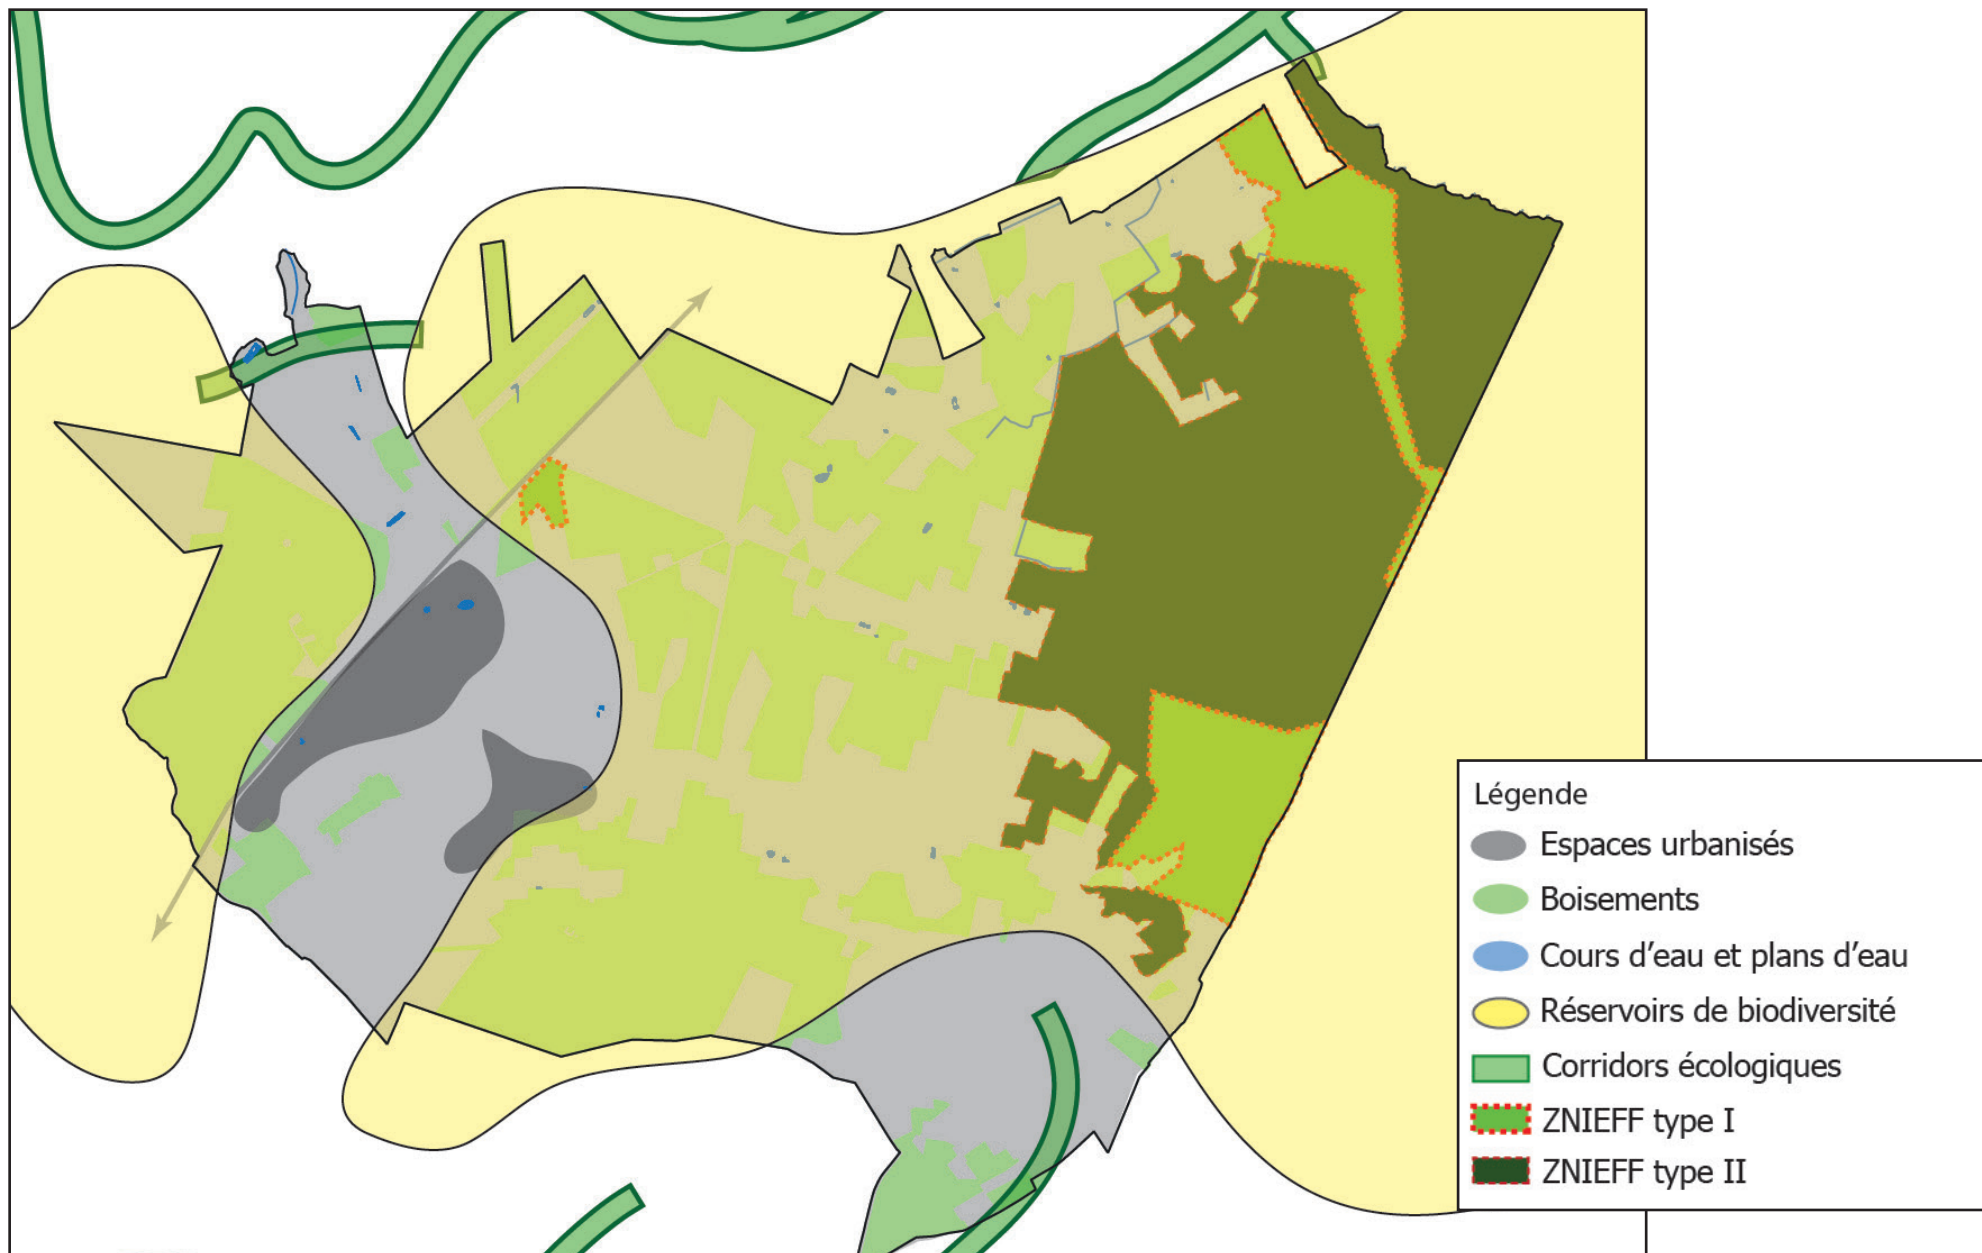 Légende
Espaces urbanisés
Boisements
Cours d'eau et plans d'eau
Réservoirs de biodiversité
Corridors écologiques
ZNIEFF type I
ZNIEFF type II